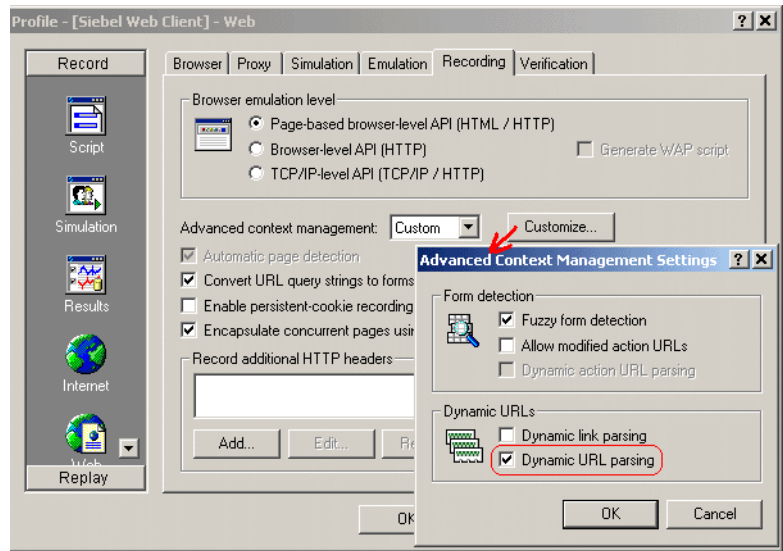 Profile - [Siebel Web Client] - Web
Record
Script
Simulation
Results
Internet
Web
Replay
Browser
Proxy
Simulation
Emulation
Recording
Verification
Browser emulation level
Page-based browser-level API (HTML / HTTP)
Browser-level API (HTTP)
Generate WAP script
TCP/IP-level API (TCP/IP / HTTP)
Advanced context management: Custom
Customize...
Automatic page detection
Convert URL query strings to forms
Enable persistent-cookie recording
Encapsulate concurrent pages usin
Record additional HTTP headers
Add...
Edit...
Re
OK
Advanced Context Management Settings
Form detection
Fuzzy form detection
Allow modified action URLs
Dynamic action URL parsing
Dynamic URLs
Dynamic link parsing
Dynamic URL parsing
OK
Cancel